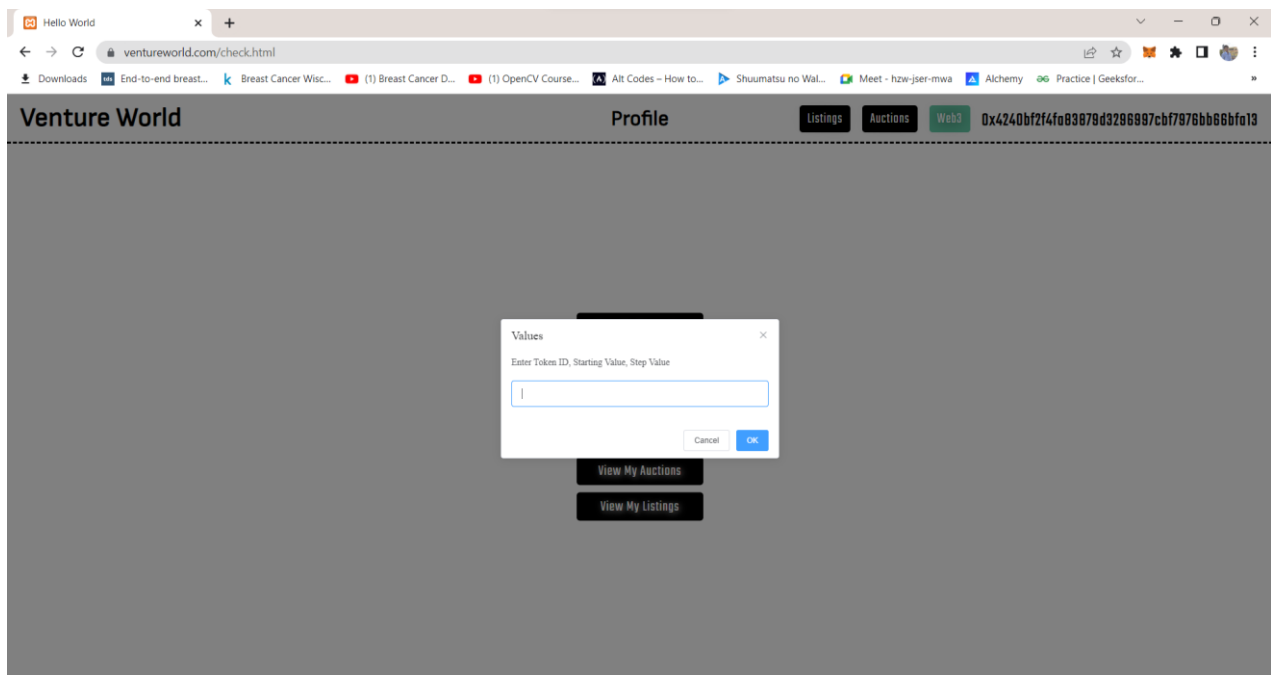 Hello World
ventureworld.com/check.html
Downloads End-to-end breast... Breast Cancer Wisc... (1) Breast Cancer D... (1) OpenCV Course... Alt Codes – How to... Shuumatsu no Wal... Meet - hzw-jser-mwa Alchemy Practice | Geeksfor... »
Venture World Profile Listings Auctions Web3 0x4240bf2f4fa83879d3296997cbf7976bb66bfa13
Values
Enter Token ID, Starting Value, Step Value
Cancel OK
View My Auctions
View My Listings